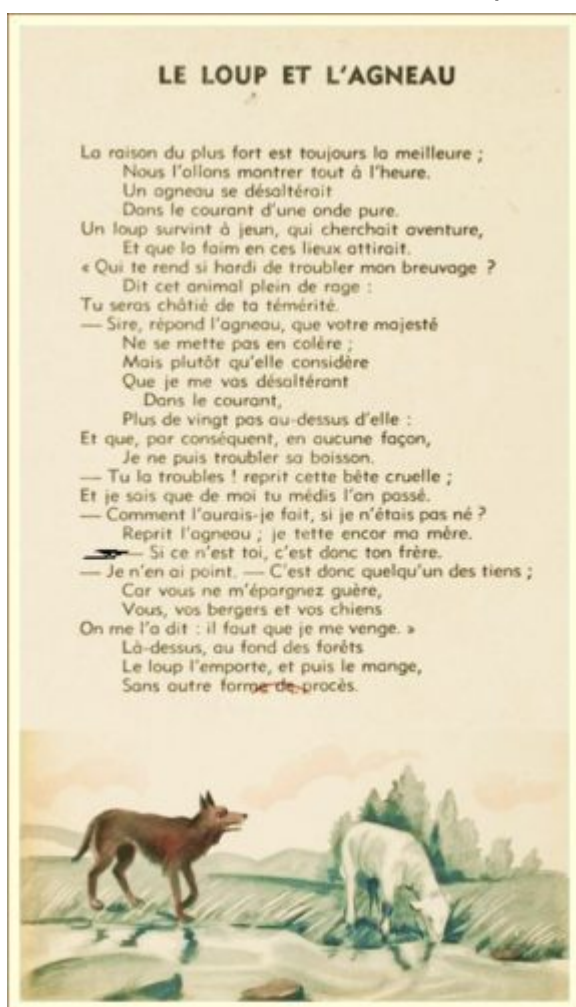 LE LOUP ET L'AGNEAU
La raison du plus fort est toujours la meilleure ;
Nous l'allons montrer tout à l'heure.
Un agneau se désaltérait
Dans le courant d'une onde pure.
Un loup survint à jeun, qui cherchait aventure,
Et que la faim en ces lieux attirait.
« Qui te rend si hardi de troubler mon breuvage ?
Dit cet animal plein de rage :
Tu seras châtié de ta témérité.
— Sire, répond l'agneau, que votre majesté
Ne se mette pas en colère ;
Mais plutôt qu'elle considère
Que je me vas désaltérant
Dans le courant,
Plus de vingt pas au-dessus d'elle :
Et que, par conséquent, en aucune façon,
Je ne puis troubler sa boisson.
— Tu la troubles ! reprit cette bête cruelle ;
Et je sais que de moi tu médis l'an passé.
— Comment l'aurais-je fait, si je n'étais pas né ?
Reprit l'agneau ; je tette encor ma mère.
— Si ce n'est toi, c'est donc ton frère.
— Je n'en ai point. — C'est donc quelqu'un des tiens ;
Car vous ne m'épargnez guère,
Vous, vos bergers et vos chiens
On me l'a dit : il faut que je me venge. »
Là-dessus, au fond des forêts
Le loup l'emporte, et puis le mange,
Sans autre forme de procès.